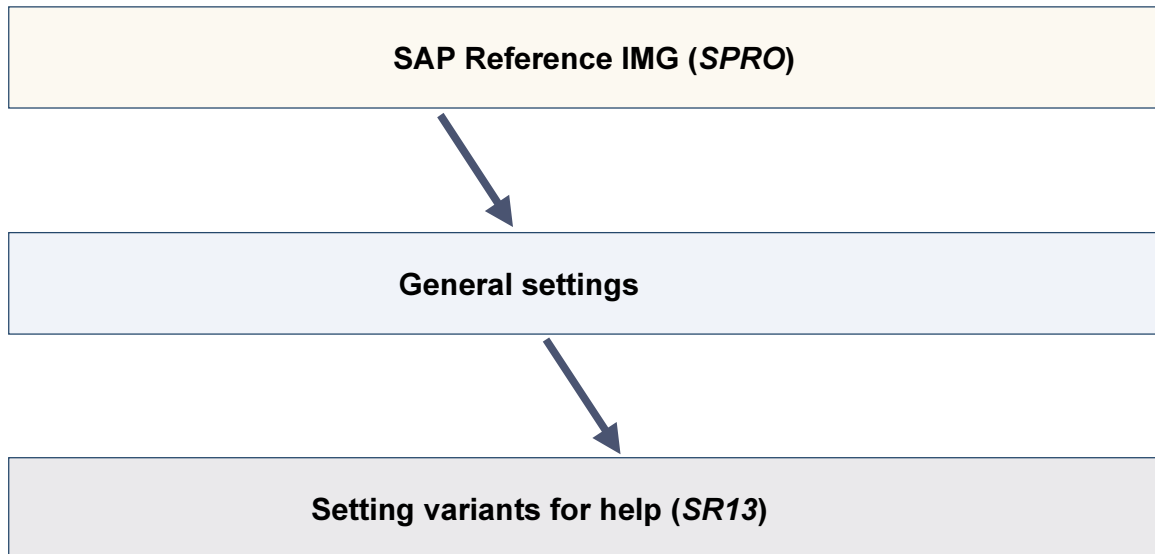 SAP Reference IMG (SPRO)
General settings
Setting variants for help (SR13)